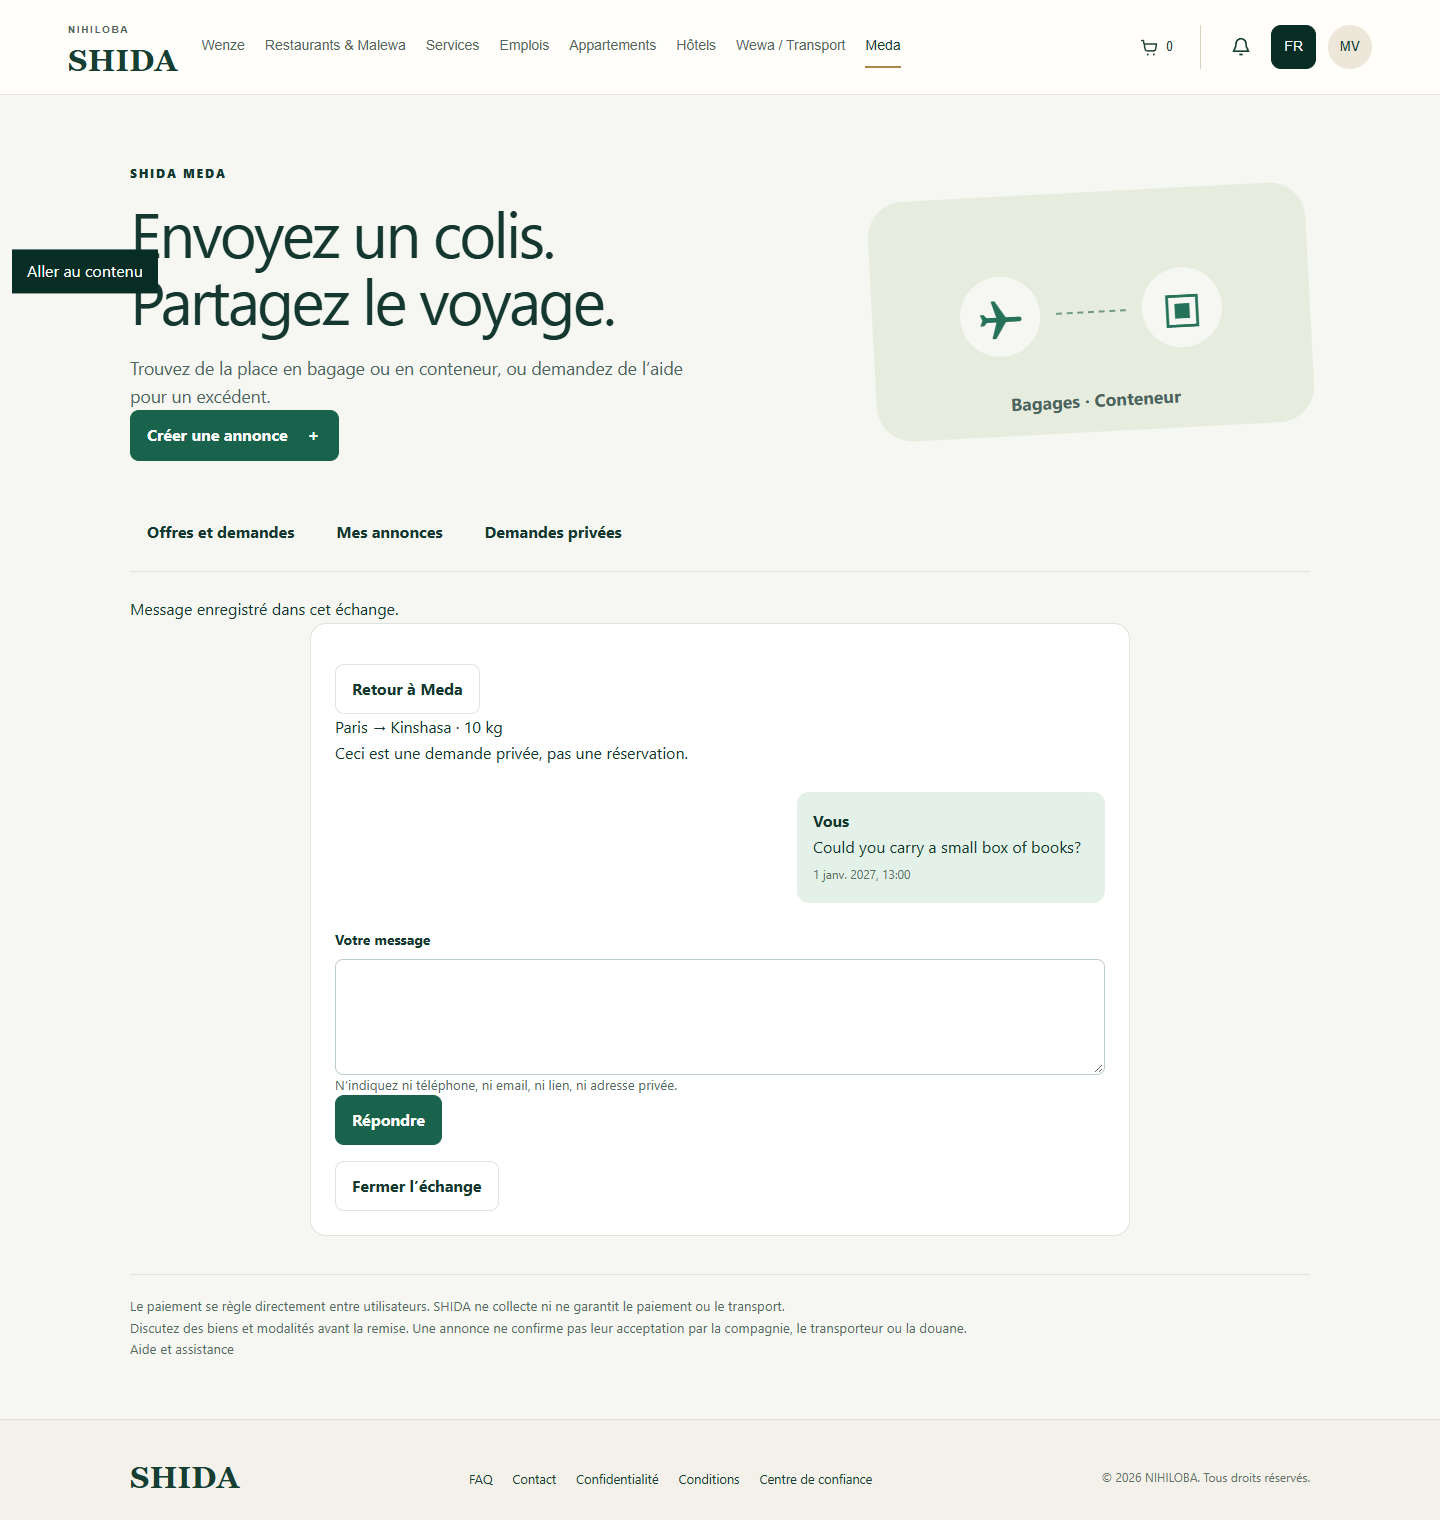 NIHILOBA
SHIDA
Wenze
Restaurants & Malewa
Services
Emplois
Appartements
Hôtels
Wewa / Transport
Meda
0
FR
MV
SHIDA MEDA
Envoyez un colis.
Aller au contenu
Partagez le voyage.
Trouvez de la place en bagage ou en conteneur, ou demandez de l’aide
pour un excédent.
Créer une annonce +
Bagages · Conteneur
Offres et demandes
Mes annonces
Demandes privées
Message enregistré dans cet échange.
Retour à Meda
Paris → Kinshasa · 10 kg
Ceci est une demande privée, pas une réservation.
Vous
Could you carry a small box of books?
1 janv. 2027, 13:00
Votre message
N’indiquez ni téléphone, ni email, ni lien, ni adresse privée.
Répondre
Fermer l’échange
Le paiement se règle directement entre utilisateurs. SHIDA ne collecte ni ne garantit le paiement ou le transport.
Discutez des biens et modalités avant la remise. Une annonce ne confirme pas leur acceptation par la compagnie, le transporteur ou la douane.
Aide et assistance
SHIDA
FAQ
Contact
Confidentialité
Conditions
Centre de confiance
© 2026 NIHILOBA. Tous droits réservés.